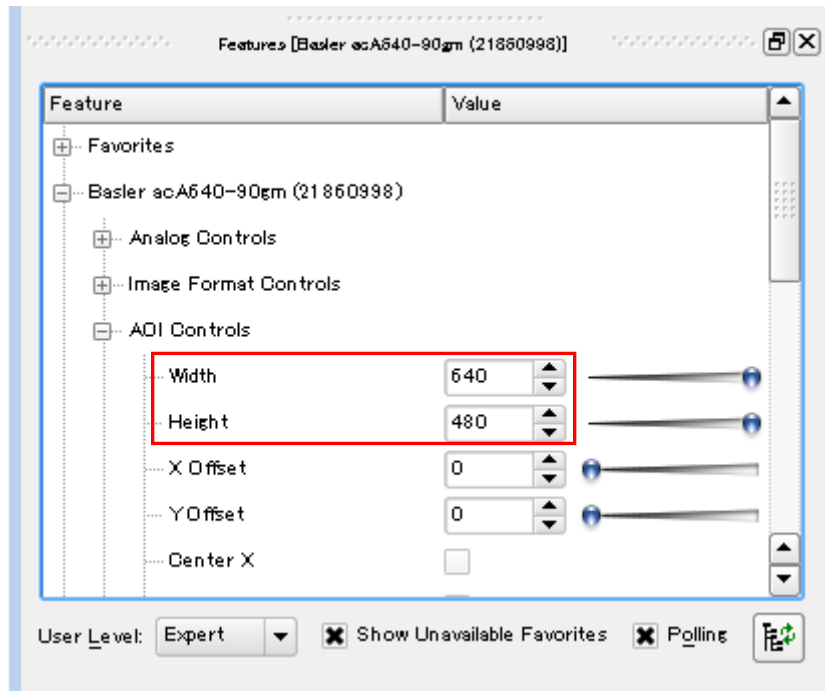 Features [Basler acA640-90gm (21860998)]
Feature Value
Favorites
Basler acA640-90gm (21860998)
Analog Controls
Image Format Controls
AOI Controls
Width 640
Height 480
X Offset 0
Y Offset 0
Center X
User Level: Expert Show Unavailable Favorites Polling